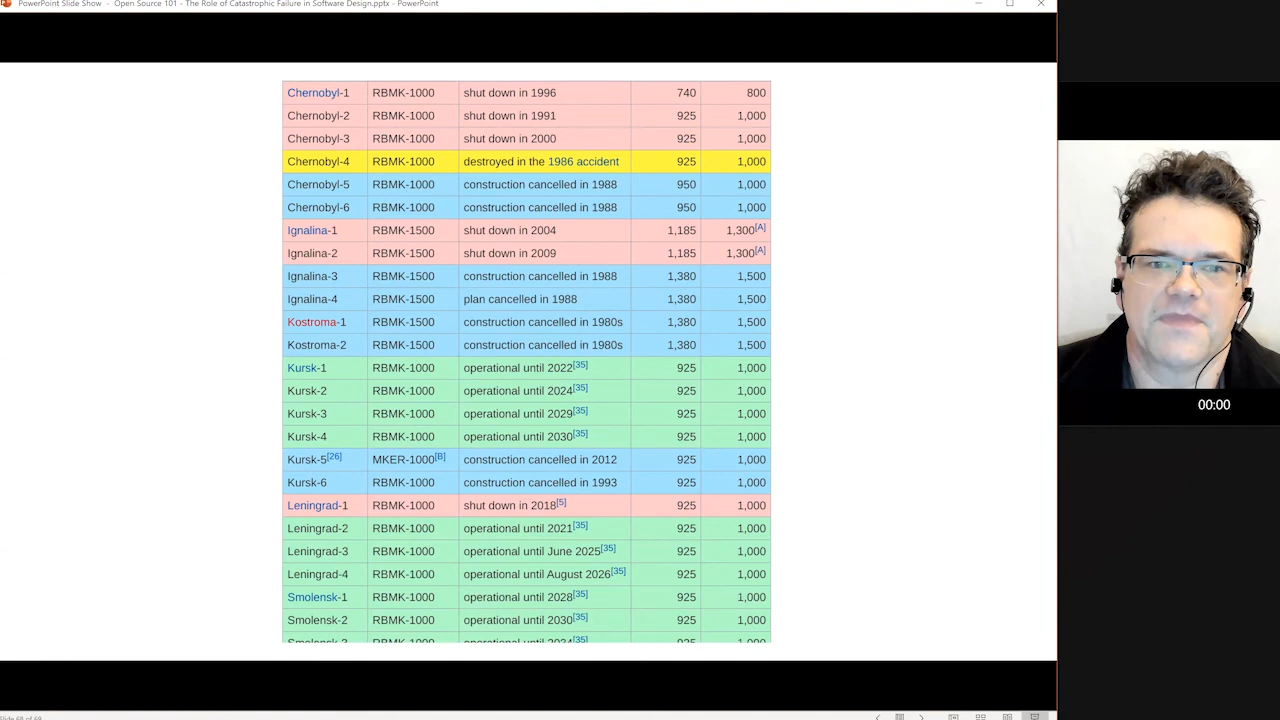 PowerPoint Slide Show - Open Source 101 - The Role of Catastrophic Failure in Software Design.pptx - PowerPoint
Chernobyl-1 RBMK-1000 shut down in 1996 740 800
Chernobyl-2 RBMK-1000 shut down in 1991 925 1,000
Chernobyl-3 RBMK-1000 shut down in 2000 925 1,000
Chernobyl-4 RBMK-1000 destroyed in the 1986 accident 925 1,000
Chernobyl-5 RBMK-1000 construction cancelled in 1988 950 1,000
Chernobyl-6 RBMK-1000 construction cancelled in 1988 950 1,000
Ignalina-1 RBMK-1500 shut down in 2004 1,185 1,300[A]
Ignalina-2 RBMK-1500 shut down in 2009 1,185 1,300[A]
Ignalina-3 RBMK-1500 construction cancelled in 1988 1,380 1,500
Ignalina-4 RBMK-1500 plan cancelled in 1988 1,380 1,500
Kostroma-1 RBMK-1500 construction cancelled in 1980s 1,380 1,500
Kostroma-2 RBMK-1500 construction cancelled in 1980s 1,380 1,500
Kursk-1 RBMK-1000 operational until 2022[35] 925 1,000
Kursk-2 RBMK-1000 operational until 2024[35] 925 1,000
Kursk-3 RBMK-1000 operational until 2029[35] 925 1,000
Kursk-4 RBMK-1000 operational until 2030[35] 925 1,000
Kursk-5[26] MKER-1000[B] construction cancelled in 2012 925 1,000
Kursk-6 RBMK-1000 construction cancelled in 1993 925 1,000
Leningrad-1 RBMK-1000 shut down in 2018[5] 925 1,000
Leningrad-2 RBMK-1000 operational until 2021[35] 925 1,000
Leningrad-3 RBMK-1000 operational until June 2025[35] 925 1,000
Leningrad-4 RBMK-1000 operational until August 2026[35] 925 1,000
Smolensk-1 RBMK-1000 operational until 2028[35] 925 1,000
Smolensk-2 RBMK-1000 operational until 2030[35] 925 1,000
Smolensk-3 RBMK-1000 operational until 2034[35] 925 1,000
00:00
Slide 68 of 69